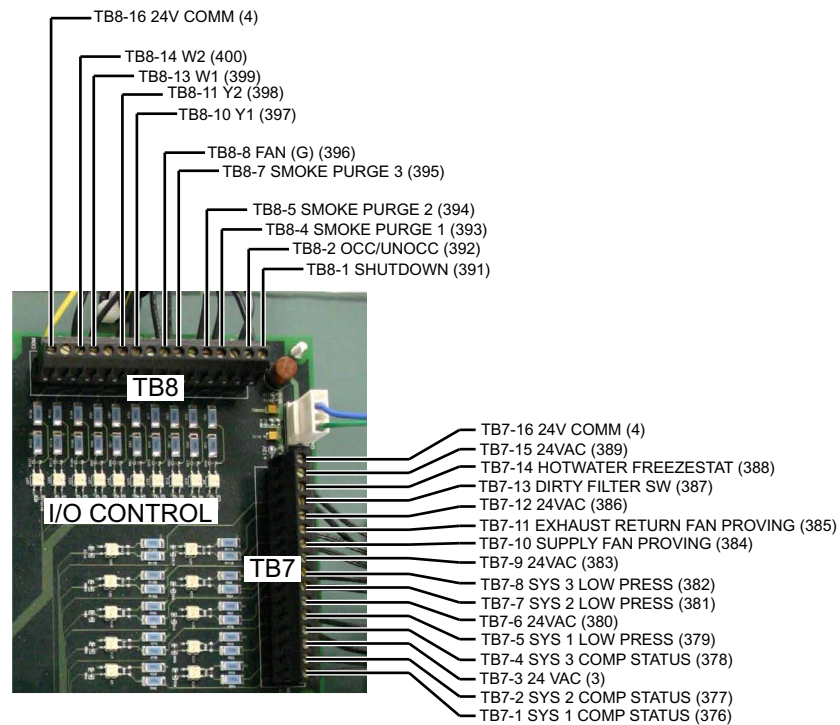 TB8-16 24V COMM (4)
TB8-14 W2 (400)
TB8-13 W1 (399)
TB8-11 Y2 (398)
TB8-10 Y1 (397)
TB8-8 FAN (G) (396)
TB8-7 SMOKE PURGE 3 (395)
TB8-5 SMOKE PURGE 2 (394)
TB8-4 SMOKE PURGE 1 (393)
TB8-2 OCC/UNOCC (392)
TB8-1 SHUTDOWN (391)
COM
TB8
I/O CONTROL
TB7
TB7-16 24V COMM (4)
TB7-15 24VAC (389)
TB7-14 HOTWATER FREEZESTAT (388)
TB7-13 DIRTY FILTER SW (387)
TB7-12 24VAC (386)
TB7-11 EXHAUST RETURN FAN PROVING (385)
TB7-10 SUPPLY FAN PROVING (384)
TB7-9 24VAC (383)
TB7-8 SYS 3 LOW PRESS (382)
TB7-7 SYS 2 LOW PRESS (381)
TB7-6 24VAC (380)
TB7-5 SYS 1 LOW PRESS (379)
TB7-4 SYS 3 COMP STATUS (378)
TB7-3 24 VAC (3)
TB7-2 SYS 2 COMP STATUS (377)
TB7-1 SYS 1 COMP STATUS (376)